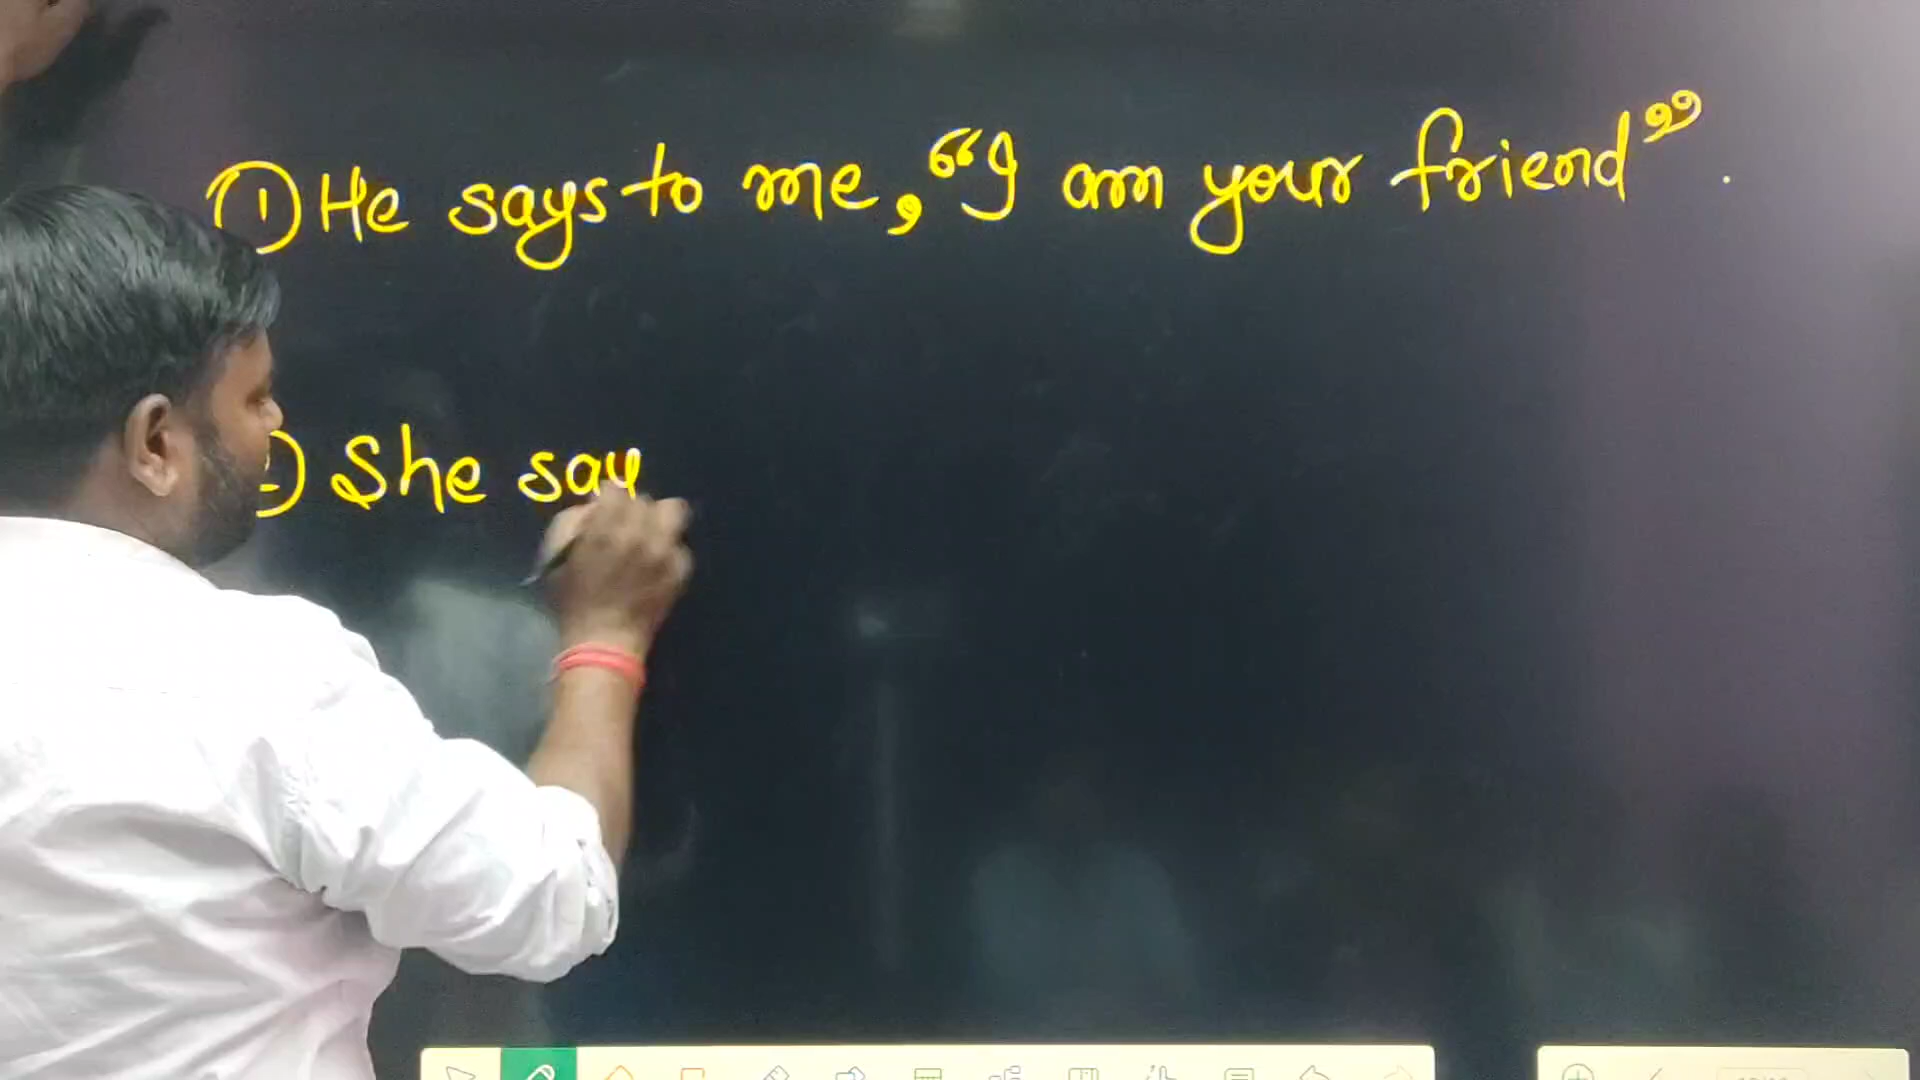 ① He says to me, “I am your friend”.
② She say